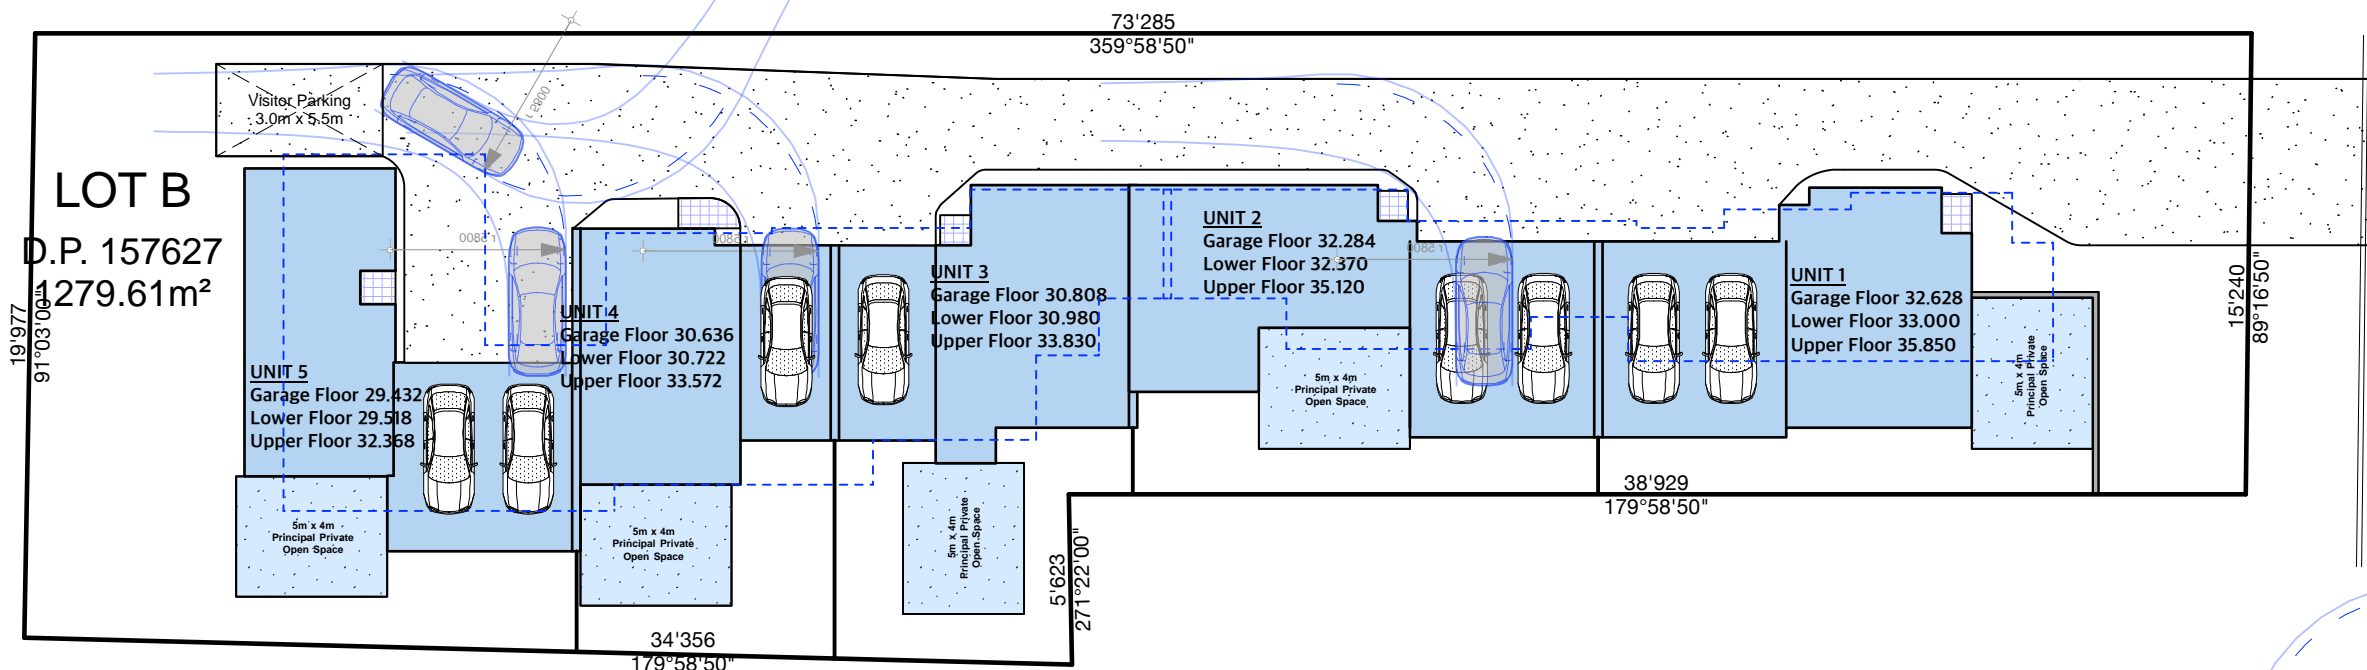 73'285
359°58'50"
Visitor Parking
3.0m x 5.5m
r 5800
LOT B
D.P. 157627
1279.61m²
19'977
91°03'00"
r 5800
r 5800
r 5800
UNIT 5
Garage Floor 29.432
Lower Floor 29.518
Upper Floor 32.368
UNIT 4
Garage Floor 30.636
Lower Floor 30.722
Upper Floor 33.572
UNIT 3
Garage Floor 30.808
Lower Floor 30.980
Upper Floor 33.830
UNIT 2
Garage Floor 32.284
Lower Floor 32.370
Upper Floor 35.120
UNIT 1
Garage Floor 32.628
Lower Floor 33.000
Upper Floor 35.850
15'240
89°16'50"
5m x 4m
Principal Private
Open Space
5m x 4m
Principal Private
Open Space
5m x 4m
Principal Private
Open Space
5m x 4m
Principal Private
Open Space
5m x 4m
Principal Private
Open Space
38'929
179°58'50"
5'623
271°22'00"
34'356
179°58'50"